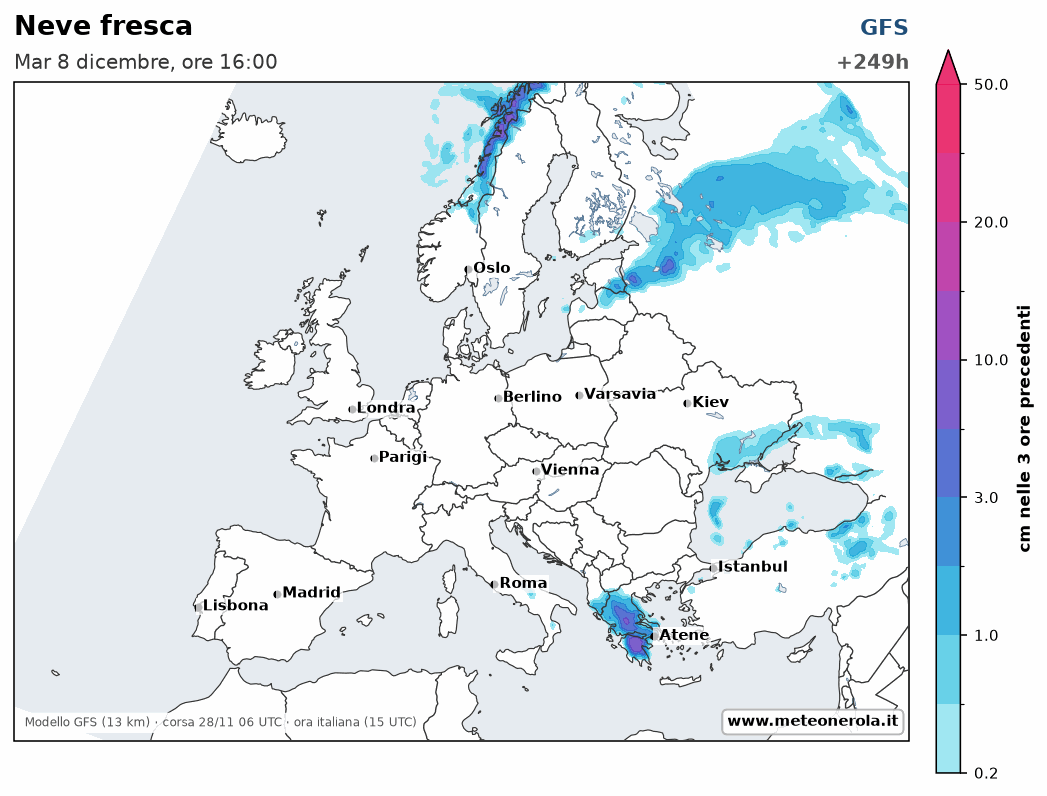 Neve fresca
GFS
Mar 8 dicembre, ore 16:00
+249h
50.0
20.0
10.0
3.0
1.0
0.2
cm nelle 3 ore precedenti
Oslo
Berlino
Varsavia
Kiev
Londra
Parigi
Vienna
Istanbul
Roma
Madrid
Lisbona
Atene
Modello GFS (13 km) · corsa 28/11 06 UTC · ora italiana (15 UTC)
www.meteonerola.it